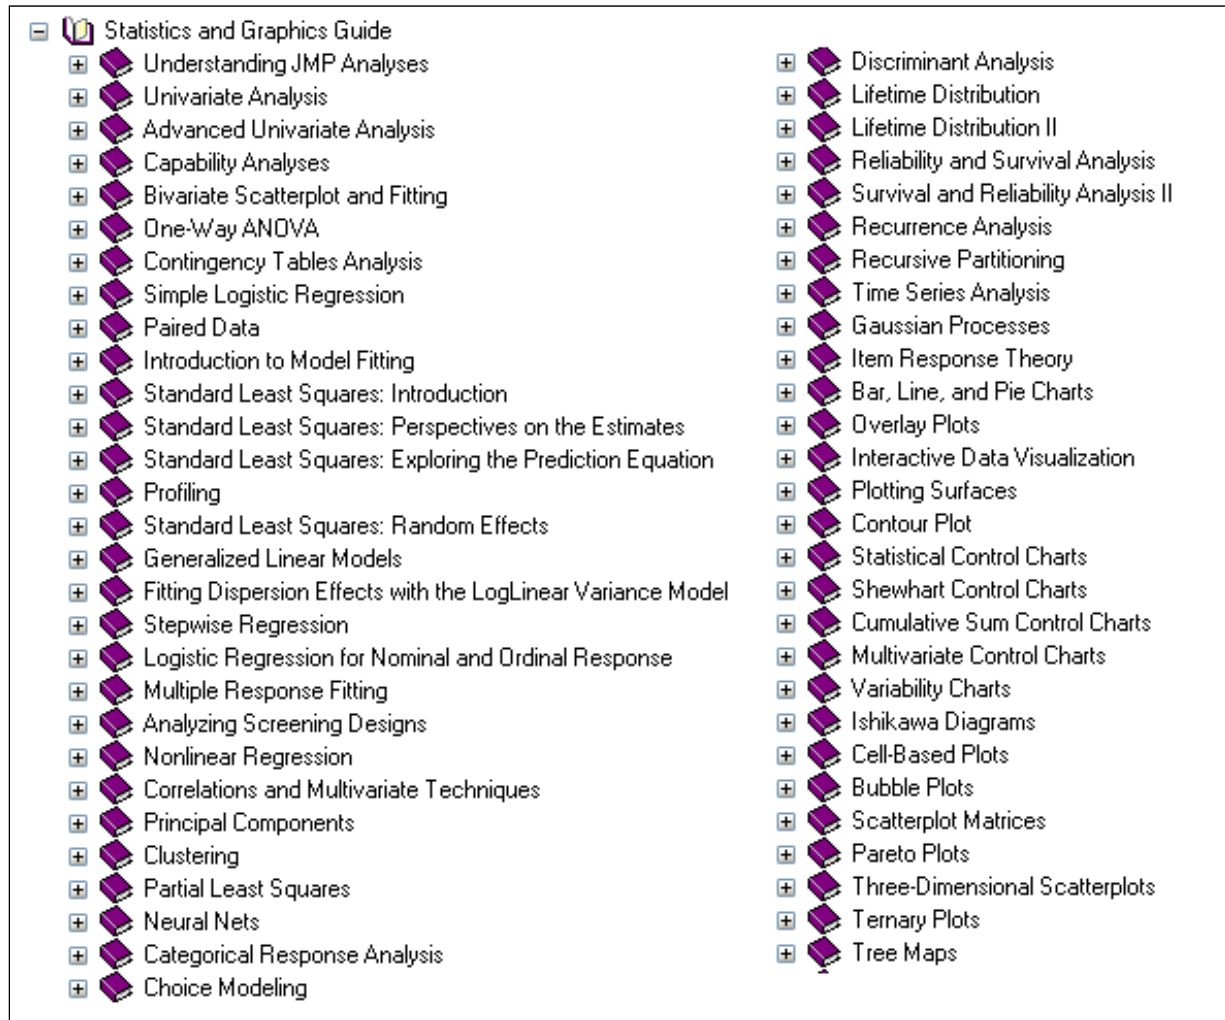 Statistics and Graphics Guide
Understanding JMP Analyses
Univariate Analysis
Advanced Univariate Analysis
Capability Analyses
Bivariate Scatterplot and Fitting
One-Way ANOVA
Contingency Tables Analysis
Simple Logistic Regression
Paired Data
Introduction to Model Fitting
Standard Least Squares: Introduction
Standard Least Squares: Perspectives on the Estimates
Standard Least Squares: Exploring the Prediction Equation
Profiling
Standard Least Squares: Random Effects
Generalized Linear Models
Fitting Dispersion Effects with the LogLinear Variance Model
Stepwise Regression
Logistic Regression for Nominal and Ordinal Response
Multiple Response Fitting
Analyzing Screening Designs
Nonlinear Regression
Correlations and Multivariate Techniques
Principal Components
Clustering
Partial Least Squares
Neural Nets
Categorical Response Analysis
Choice Modeling
Discriminant Analysis
Lifetime Distribution
Lifetime Distribution II
Reliability and Survival Analysis
Survival and Reliability Analysis II
Recurrence Analysis
Recursive Partitioning
Time Series Analysis
Gaussian Processes
Item Response Theory
Bar, Line, and Pie Charts
Overlay Plots
Interactive Data Visualization
Plotting Surfaces
Contour Plot
Statistical Control Charts
Shewhart Control Charts
Cumulative Sum Control Charts
Multivariate Control Charts
Variability Charts
Ishikawa Diagrams
Cell-Based Plots
Bubble Plots
Scatterplot Matrices
Pareto Plots
Three-Dimensional Scatterplots
Ternary Plots
Tree Maps